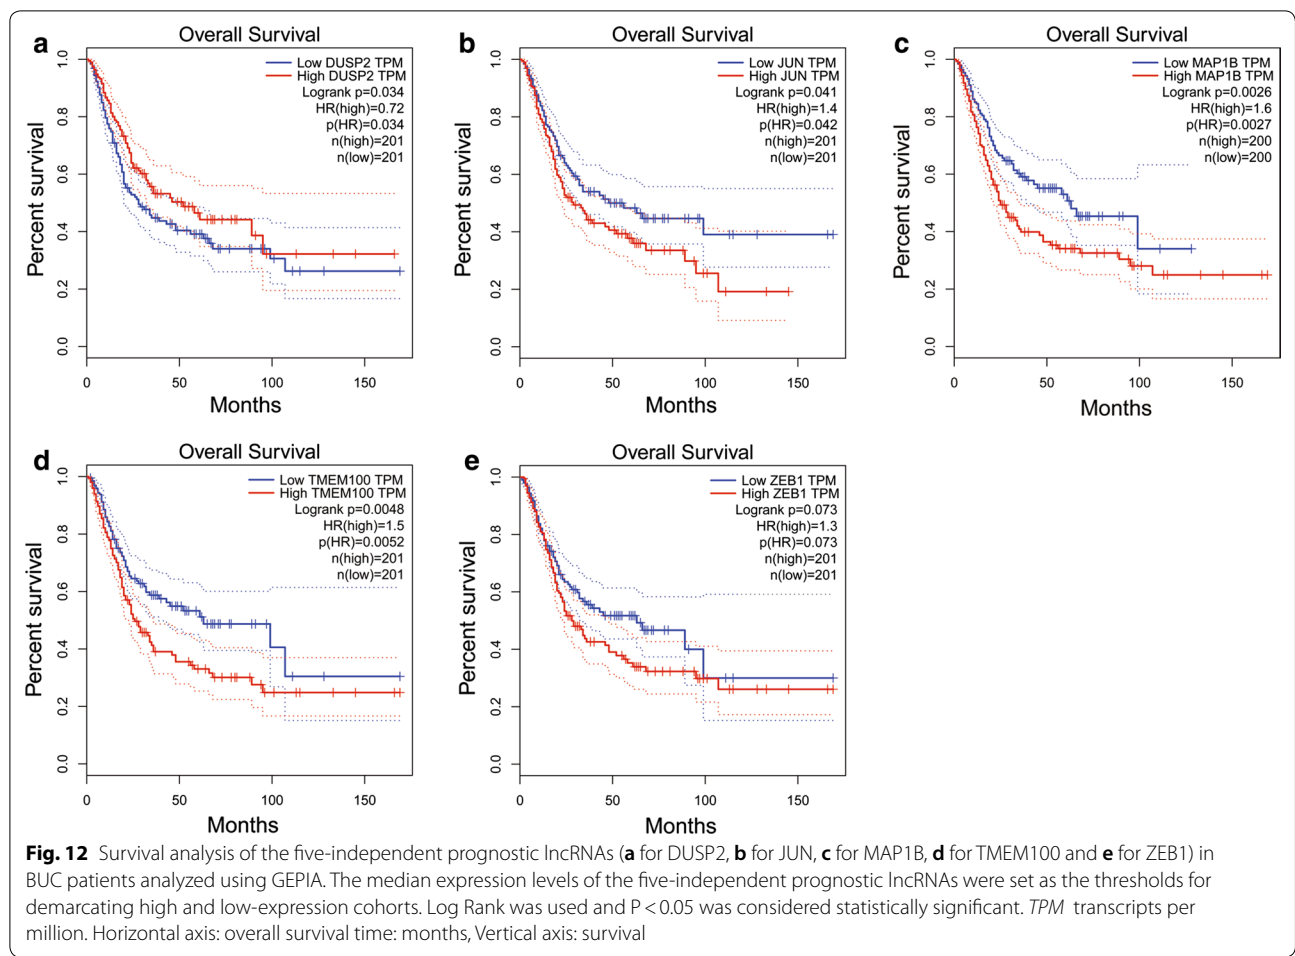 a
Overall Survival
Low DUSP2 TPM
High DUSP2 TPM
Logrank p=0.034
HR(high)=0.72
p(HR)=0.034
n(high)=201
n(low)=201
Percent survival
0.0 0.2 0.4 0.6 0.8 1.0
0 50 100 150
Months
b
Overall Survival
Low JUN TPM
High JUN TPM
Logrank p=0.041
HR(high)=1.4
p(HR)=0.042
n(high)=201
n(low)=201
Percent survival
0.0 0.2 0.4 0.6 0.8 1.0
0 50 100 150
Months
c
Overall Survival
Low MAP1B TPM
High MAP1B TPM
Logrank p=0.0026
HR(high)=1.6
p(HR)=0.0027
n(high)=200
n(low)=200
Percent survival
0.0 0.2 0.4 0.6 0.8 1.0
0 50 100 150
Months
d
Overall Survival
Low TMEM100 TPM
High TMEM100 TPM
Logrank p=0.0048
HR(high)=1.5
p(HR)=0.0052
n(high)=201
n(low)=201
Percent survival
0.0 0.2 0.4 0.6 0.8 1.0
0 50 100 150
Months
e
Overall Survival
Low ZEB1 TPM
High ZEB1 TPM
Logrank p=0.073
HR(high)=1.3
p(HR)=0.073
n(high)=201
n(low)=201
Percent survival
0.0 0.2 0.4 0.6 0.8 1.0
0 50 100 150
Months
Fig. 12 Survival analysis of the five-independent prognostic lncRNAs (a for DUSP2, b for JUN, c for MAP1B, d for TMEM100 and e for ZEB1) in
BUC patients analyzed using GEPIA. The median expression levels of the five-independent prognostic lncRNAs were set as the thresholds for
demarcating high and low-expression cohorts. Log Rank was used and P < 0.05 was considered statistically significant. TPM transcripts per
million. Horizontal axis: overall survival time: months, Vertical axis: survival